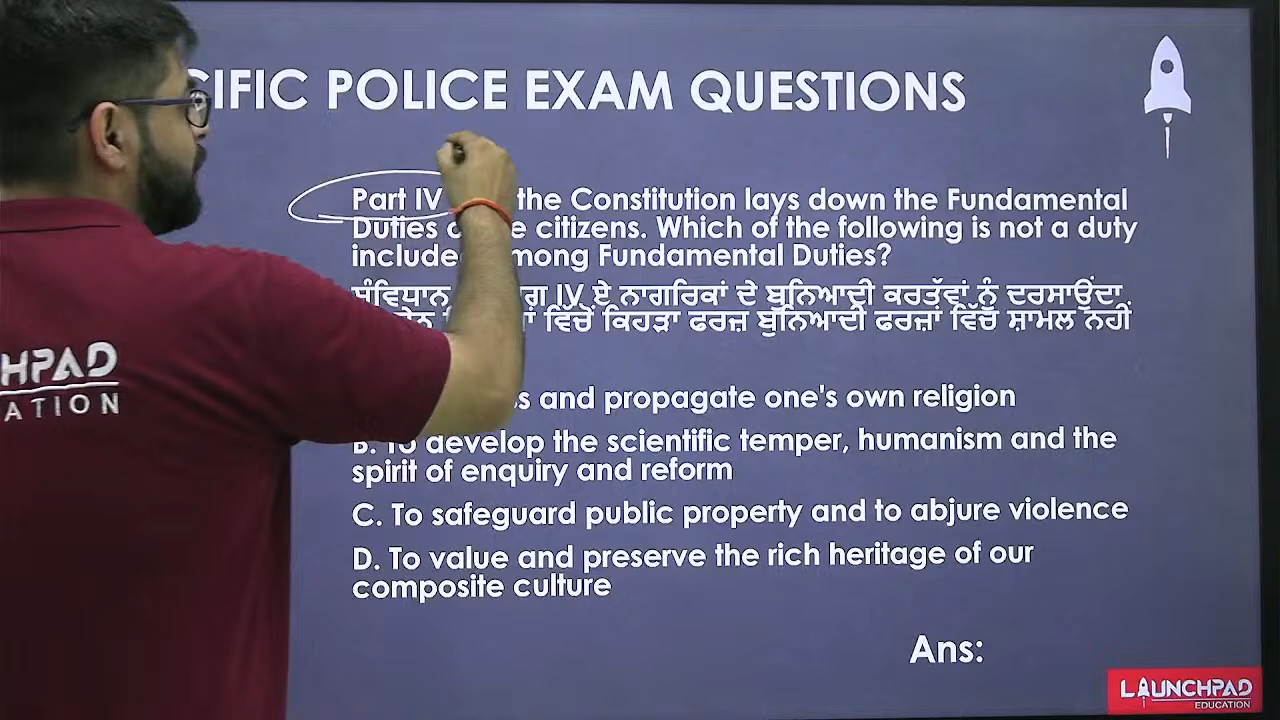 CIFIC POLICE EXAM QUESTIONS
Part IV the Constitution lays down the Fundamental
Duties citizens. Which of the following is not a duty
include mong Fundamental Duties?
ਸੰਵਿਧਾਨ IV ਏ ਨਾਗਰਿਕਾਂ ਦੇ ਬੁਨਿਆਦੀ ਕਰਤੱਵਾਂ ਨੂੰ ਦਰਸਾਉਂਦਾ
ਵਿੱਚੋਂ ਕਿਹੜਾ ਫਰਜ਼ ਬੁਨਿਆਦੀ ਫਰਜ਼ਾਂ ਵਿੱਚ ਸ਼ਾਮਲ ਨਹੀਂ
s and propagate one's own religion
B. To develop the scientific temper, humanism and the
spirit of enquiry and reform
C. To safeguard public property and to abjure violence
D. To value and preserve the rich heritage of our
composite culture
Ans:
HPAD
ATION
LAUNCHPAD
EDUCATION